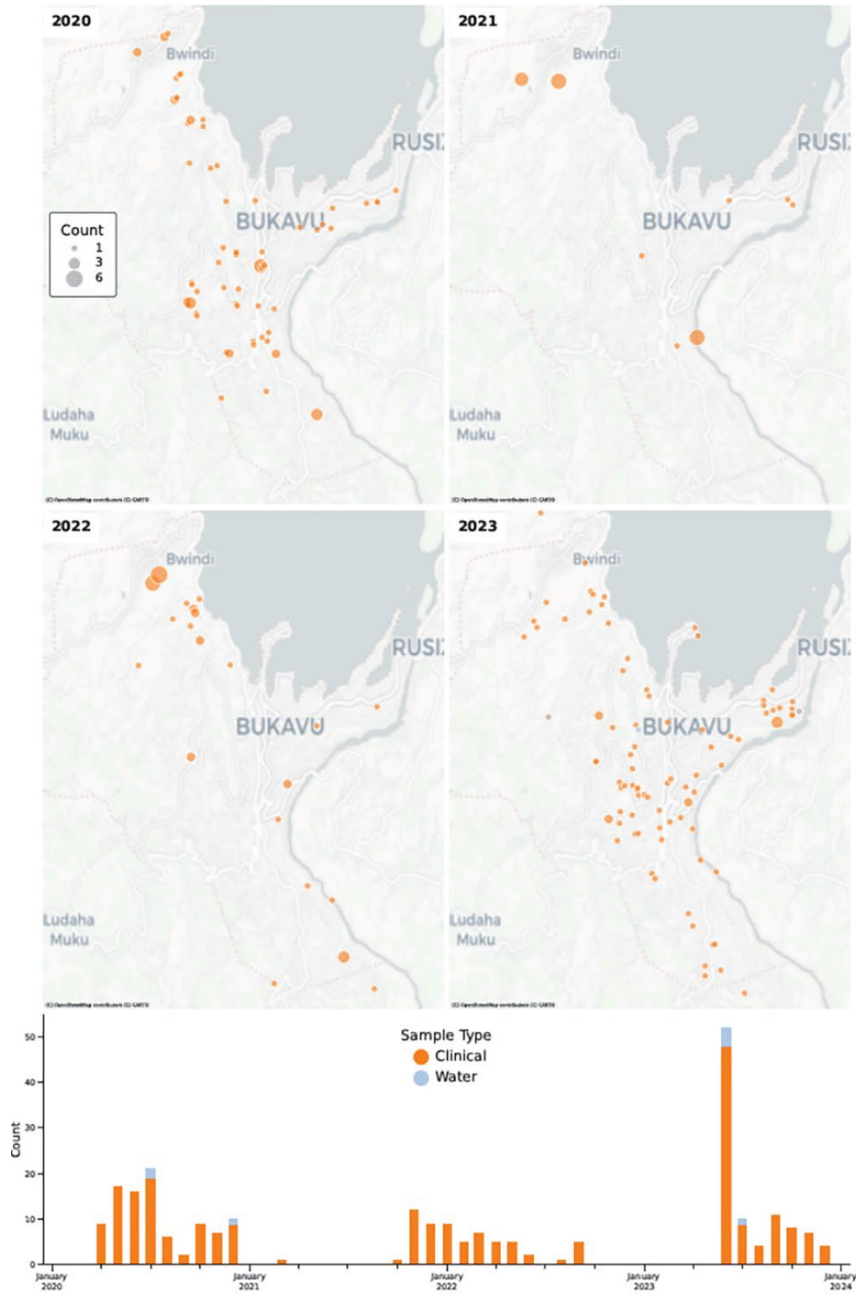 2020
Bwindi
RUSIZ
BUKAVU
Count
1
3
6
Ludaha
Muku
(C) OpenStreetMap contributors (C) CARTO
2021
Bwindi
RUSIZ
BUKAVU
Ludaha
Muku
(C) OpenStreetMap contributors (C) CARTO
2022
Bwindi
RUSIZ
BUKAVU
Ludaha
Muku
(C) OpenStreetMap contributors (C) CARTO
2023
Bwindi
RUSIZ
BUKAVU
Ludaha
Muku
(C) OpenStreetMap contributors (C) CARTO
Sample Type
Clinical
Water
Count
50
40
30
20
10
0
January
2020
January
2021
January
2022
January
2023
January
2024